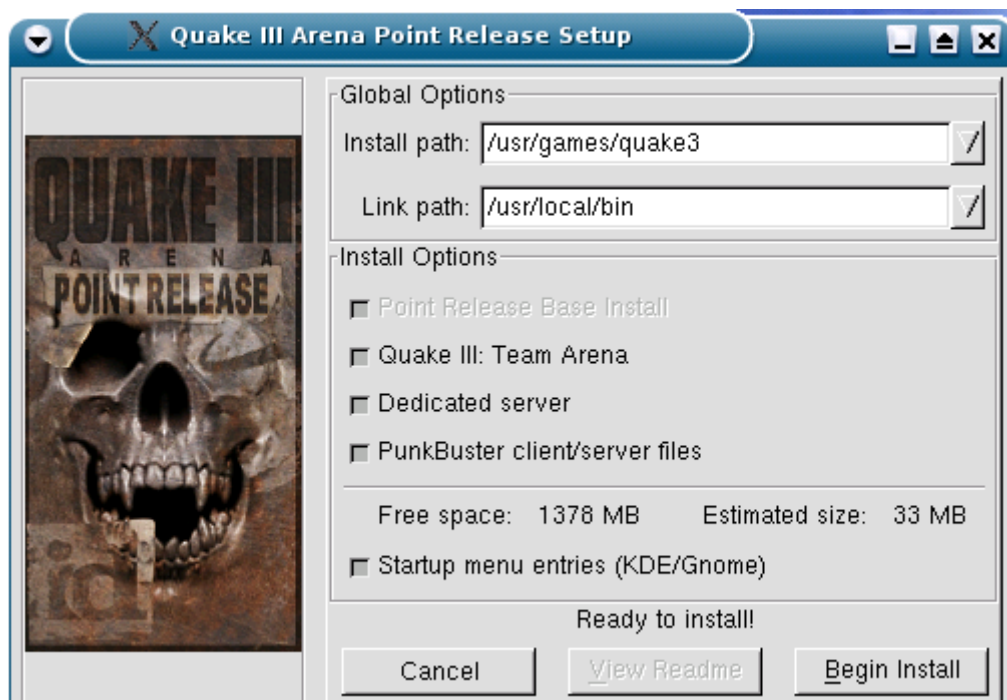 Quake III Arena Point Release Setup
QUAKE III
ARENA
POINT RELEASE
id
Global Options
Install path: /usr/games/quake3
Link path: /usr/local/bin
Install Options
Point Release Base Install
Quake III: Team Arena
Dedicated server
PunkBuster client/server files
Free space: 1378 MB Estimated size: 33 MB
Startup menu entries (KDE/Gnome)
Ready to install!
Cancel View Readme Begin Install